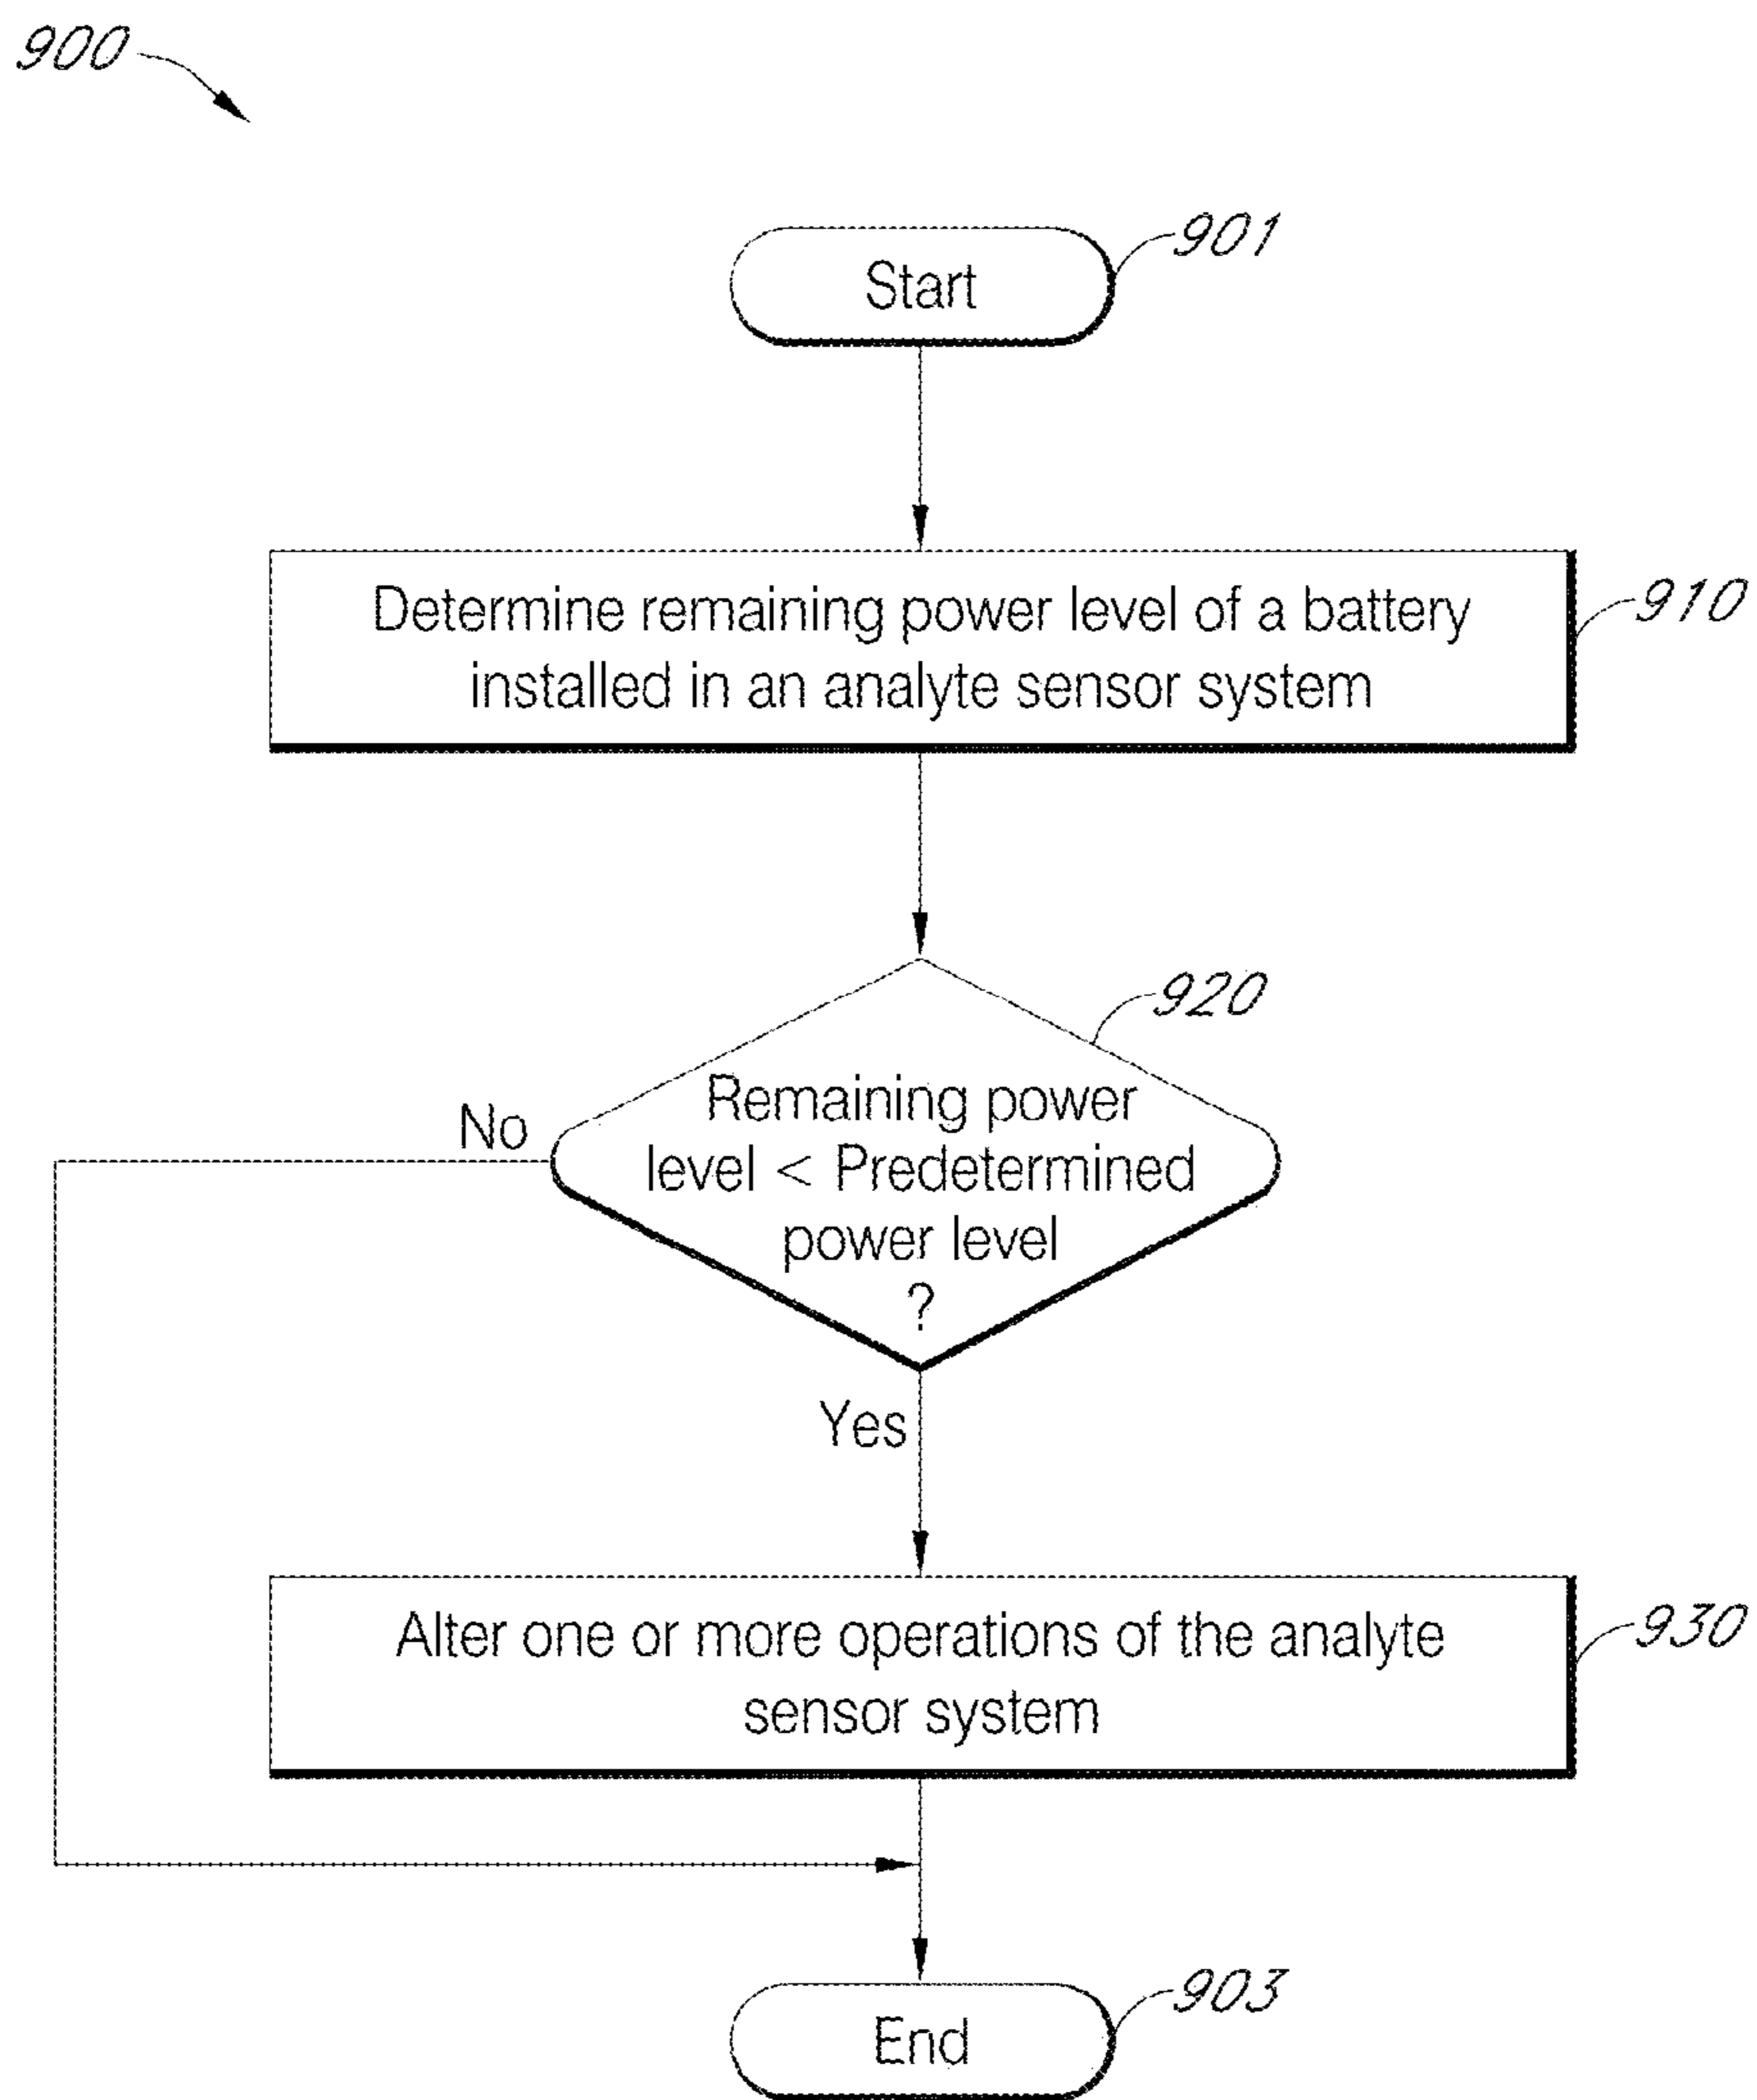 900
Start
901
Determine remaining power level of a battery
installed in an analyte sensor system
910
920
Remaining power
level < Predetermined
power level
?
No
Yes
Alter one or more operations of the analyte
sensor system
930
End
903